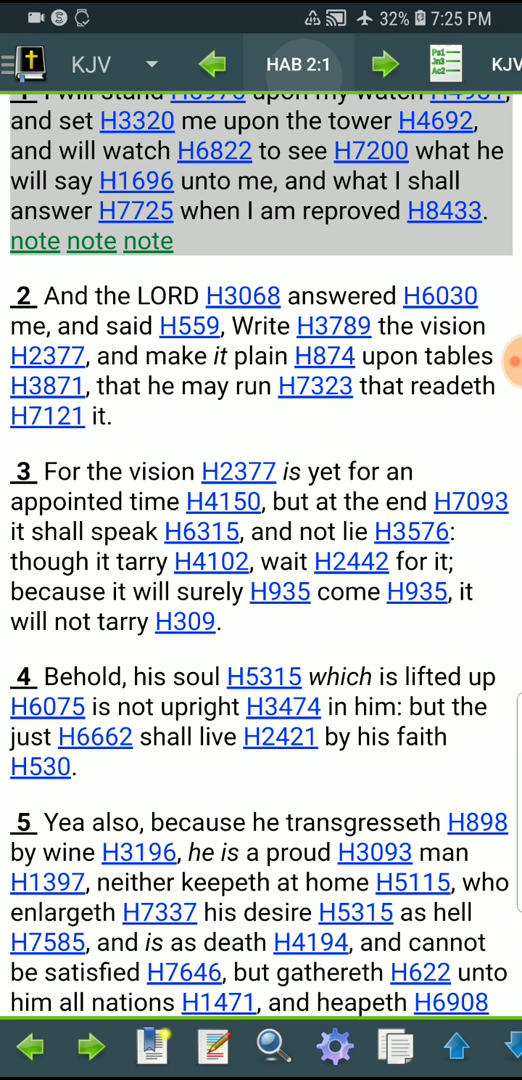 32% 7:25 PM
KJV HAB 2:1 KJV
1 I will stand H5975 upon my watch
and set H3320 me upon the tower H4692,
and will watch H6822 to see H7200 what he
will say H1696 unto me, and what I shall
answer H7725 when I am reproved H8433.
note note note
2 And the LORD H3068 answered H6030
me, and said H559, Write H3789 the vision
H2377, and make it plain H874 upon tables
H3871, that he may run H7323 that readeth
H7121 it.
3 For the vision H2377 is yet for an
appointed time H4150, but at the end H7093
it shall speak H6315, and not lie H3576:
though it tarry H4102, wait H2442 for it;
because it will surely H935 come H935, it
will not tarry H309.
4 Behold, his soul H5315 which is lifted up
H6075 is not upright H3474 in him: but the
just H6662 shall live H2421 by his faith
H530.
5 Yea also, because he transgresseth H898
by wine H3196, he is a proud H3093 man
H1397, neither keepeth at home H5115, who
enlargeth H7337 his desire H5315 as hell
H7585, and is as death H4194, and cannot
be satisfied H7646, but gathereth H622 unto
him all nations H1471, and heapeth H6908